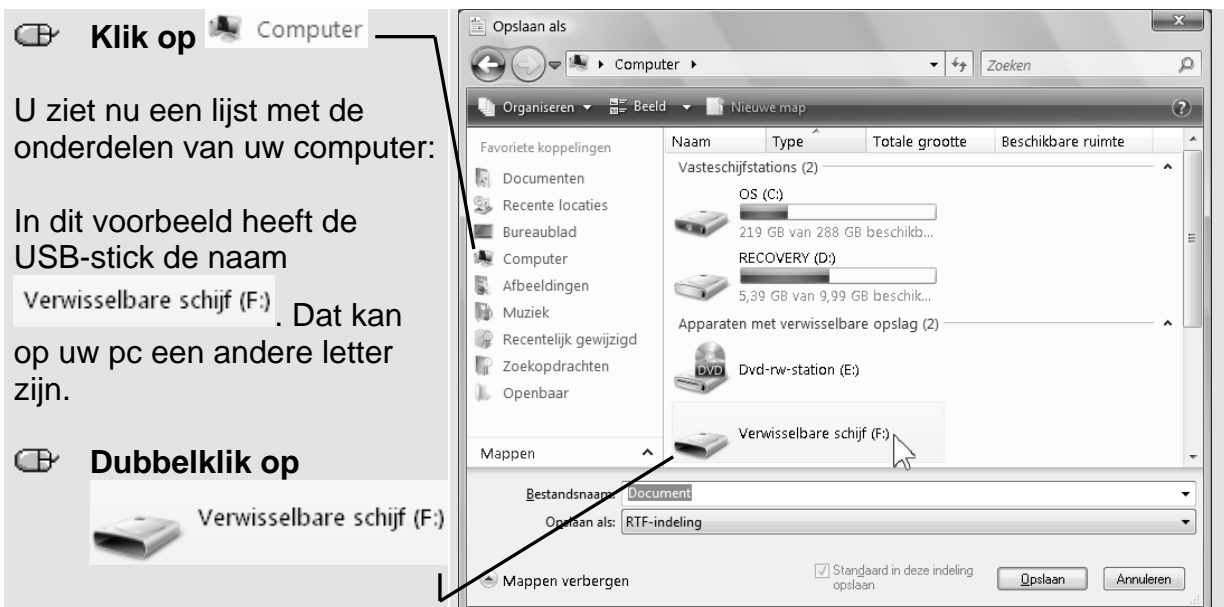 Klik op Computer
U ziet nu een lijst met de
onderdelen van uw computer:
In dit voorbeeld heeft de
USB-stick de naam
Verwisselbare schijf (F:) . Dat kan
op uw pc een andere letter
zijn.
Dubbelklik op
Verwisselbare schijf (F:)
Opslaan als
Computer
Zoeken
Organiseren Beeld Nieuwe map
Favoriete koppelingen
Documenten
Recente locaties
Bureaublad
Computer
Afbeeldingen
Muziek
Recentelijk gewijzigd
Zoekopdrachten
Openbaar
Mappen
Naam Type Totale grootte Beschikbare ruimte
Vasteschijfstations (2)
OS (C:)
219 GB van 288 GB beschikb...
RECOVERY (D:)
5,39 GB van 9,99 GB beschik...
Apparaten met verwisselbare opslag (2)
DVD
Dvd-rw-station (E:)
Verwisselbare schijf (F:)
Bestandsnaam: Document
Opslaan als: RTF-indeling
Mappen verbergen
Standaard in deze indeling
opslaan
Opslaan Annuleren